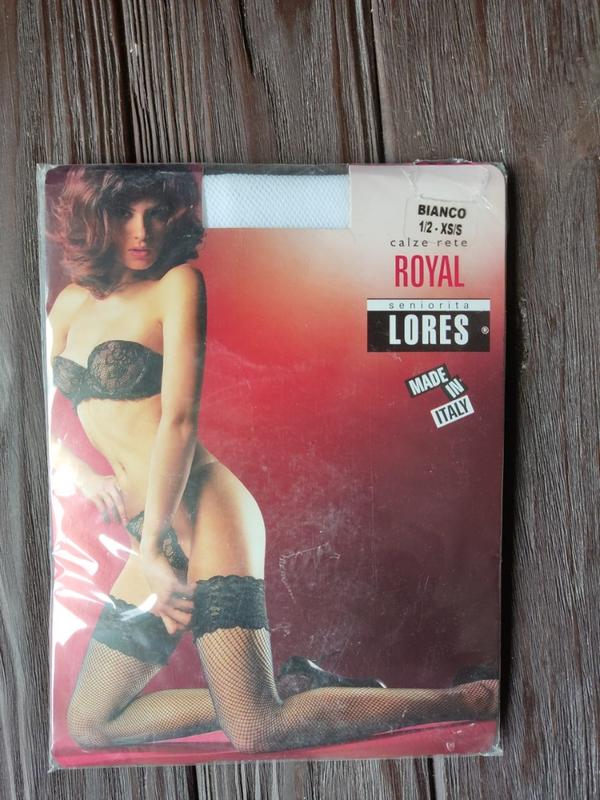 BIANCO
1/2 - XS/S
calze rete
ROYAL
seniorita
LORES ®
MADE
IN
ITALY